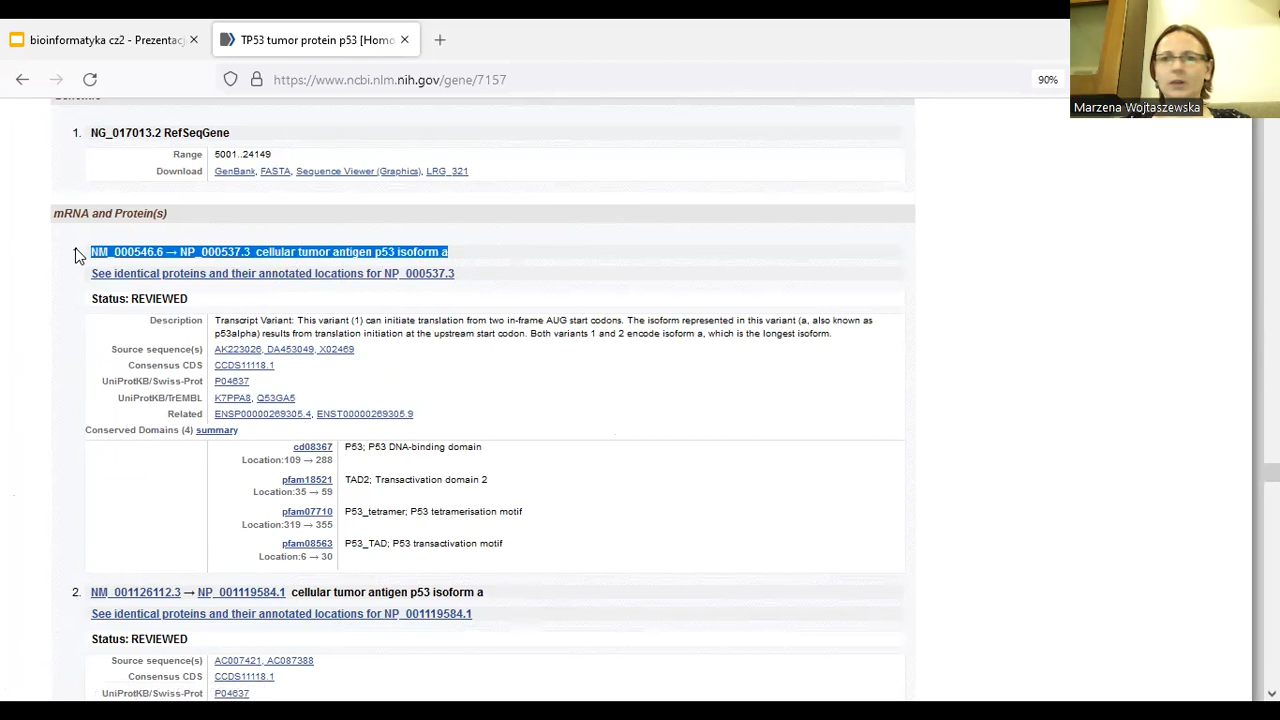 bioinformatyka cz2 - Prezentacj
TP53 tumor protein p53 [Homo
https://www.ncbi.nlm.nih.gov/gene/7157
90%
Marzena Wojtaszewska
1. NG_017013.2 RefSeqGene
Range 5001..24149
Download GenBank, FASTA, Sequence Viewer (Graphics), LRG_321
mRNA and Protein(s)
NM_000546.6 → NP_000537.3 cellular tumor antigen p53 isoform a
See identical proteins and their annotated locations for NP_000537.3
Status: REVIEWED
Description Transcript Variant: This variant (1) can initiate translation from two in-frame AUG start codons. The isoform represented in this variant (a, also known as
p53alpha) results from translation initiation at the upstream start codon. Both variants 1 and 2 encode isoform a, which is the longest isoform.
Source sequence(s) AK223026, DA453049, X02469
Consensus CDS CCDS11118.1
UniProtKB/Swiss-Prot P04637
UniProtKB/TrEMBL K7PPA8, Q53GA5
Related ENSP00000269305.4, ENST00000269305.9
Conserved Domains (4) summary
cd08367 P53; P53 DNA-binding domain
Location:109 → 288
pfam18521 TAD2; Transactivation domain 2
Location:35 → 59
pfam07710 P53_tetramer; P53 tetramerisation motif
Location:319 → 355
pfam08563 P53_TAD; P53 transactivation motif
Location:6 → 30
2. NM_001126112.3 → NP_001119584.1 cellular tumor antigen p53 isoform a
See identical proteins and their annotated locations for NP_001119584.1
Status: REVIEWED
Source sequence(s) AC007421, AC087388
Consensus CDS CCDS11118.1
UniProtKB/Swiss-Prot P04637